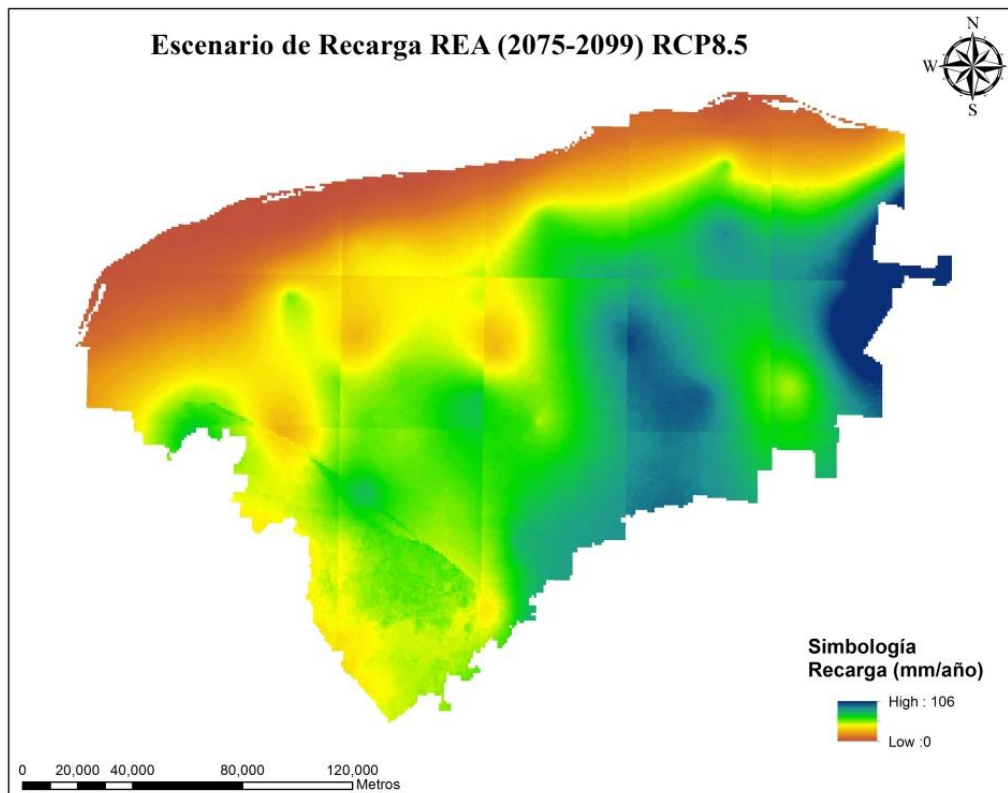 Escenario de Recarga REA (2075-2099) RCP8.5
N
W
E
S
Simbología
Recarga (mm/año)
High : 106
Low :0
0 20,000 40,000 80,000 120,000
Metros